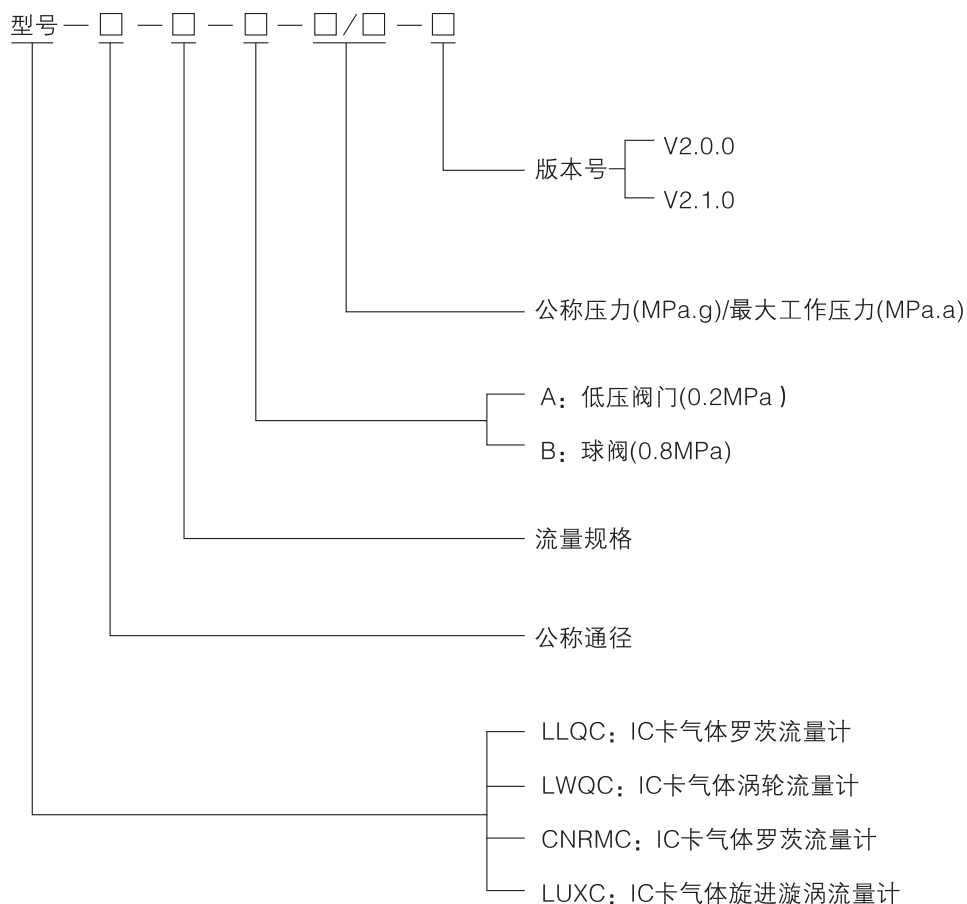 型号—□—□—□—□/□—□
版本号
V2.0.0
V2.1.0
公称压力(MPa.g)/最大工作压力(MPa.a)
A：低压阀门(0.2MPa)
B：球阀(0.8MPa)
流量规格
公称通径
LLQC：IC卡气体罗茨流量计
LWQC：IC卡气体涡轮流量计
CNRMC：IC卡气体罗茨流量计
LUXC：IC卡气体旋进漩涡流量计